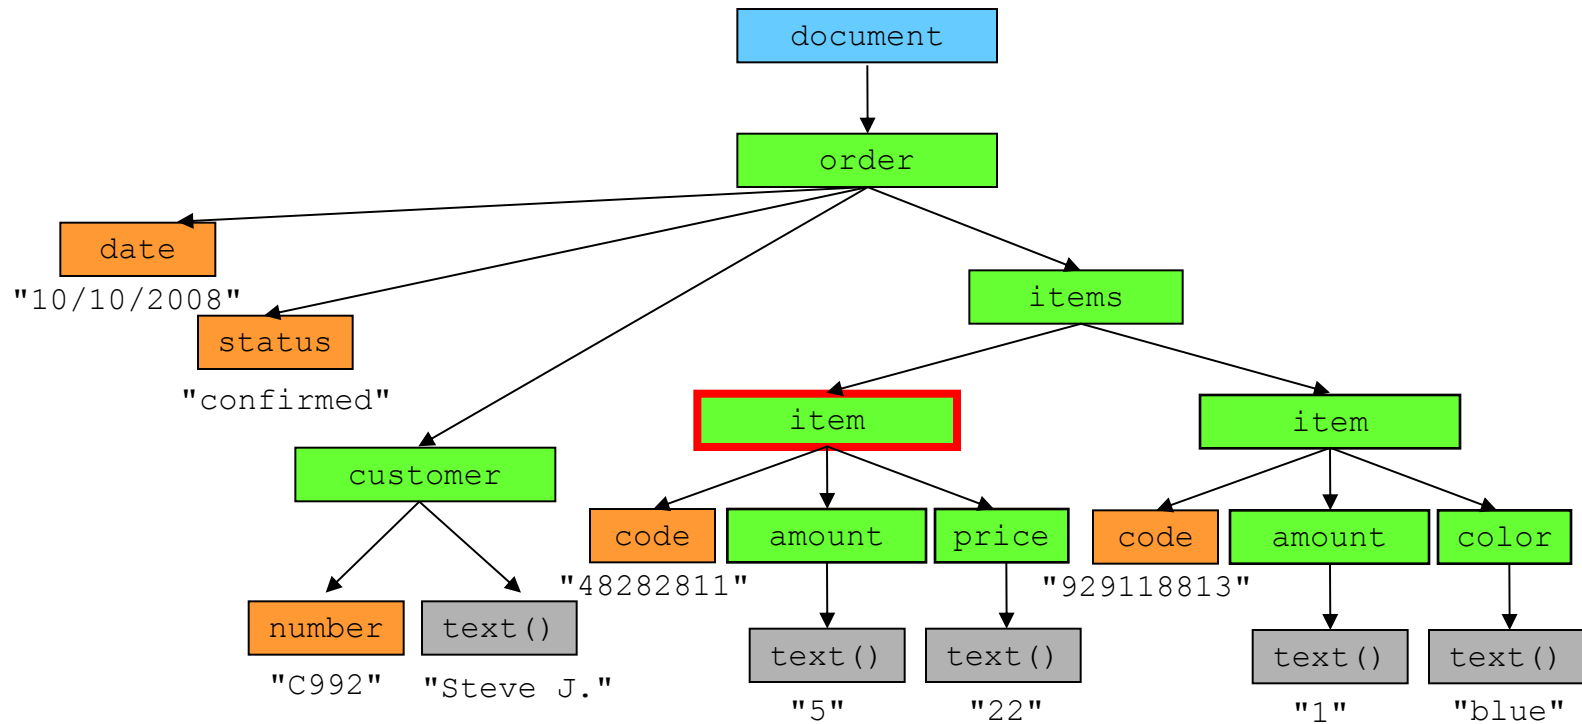 document
order
date
"10/10/2008"
items
status
"confirmed"
item
item
customer
code
amount
price
code
amount
color
"48282811"
"929118813"
number
text()
text()
text()
text()
text()
"C992"
"Steve J."
"5"
"22"
"1"
"blue"